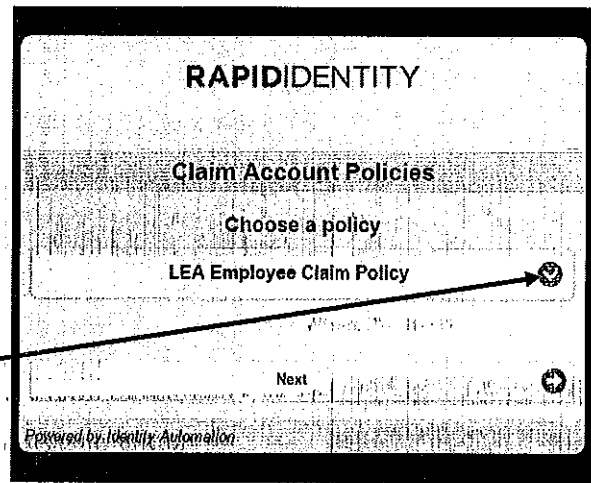 RAPIDIDENTITY
Claim Account Policies
Choose a policy
LEA Employee Claim Policy
Next
Powered by Identity Automation